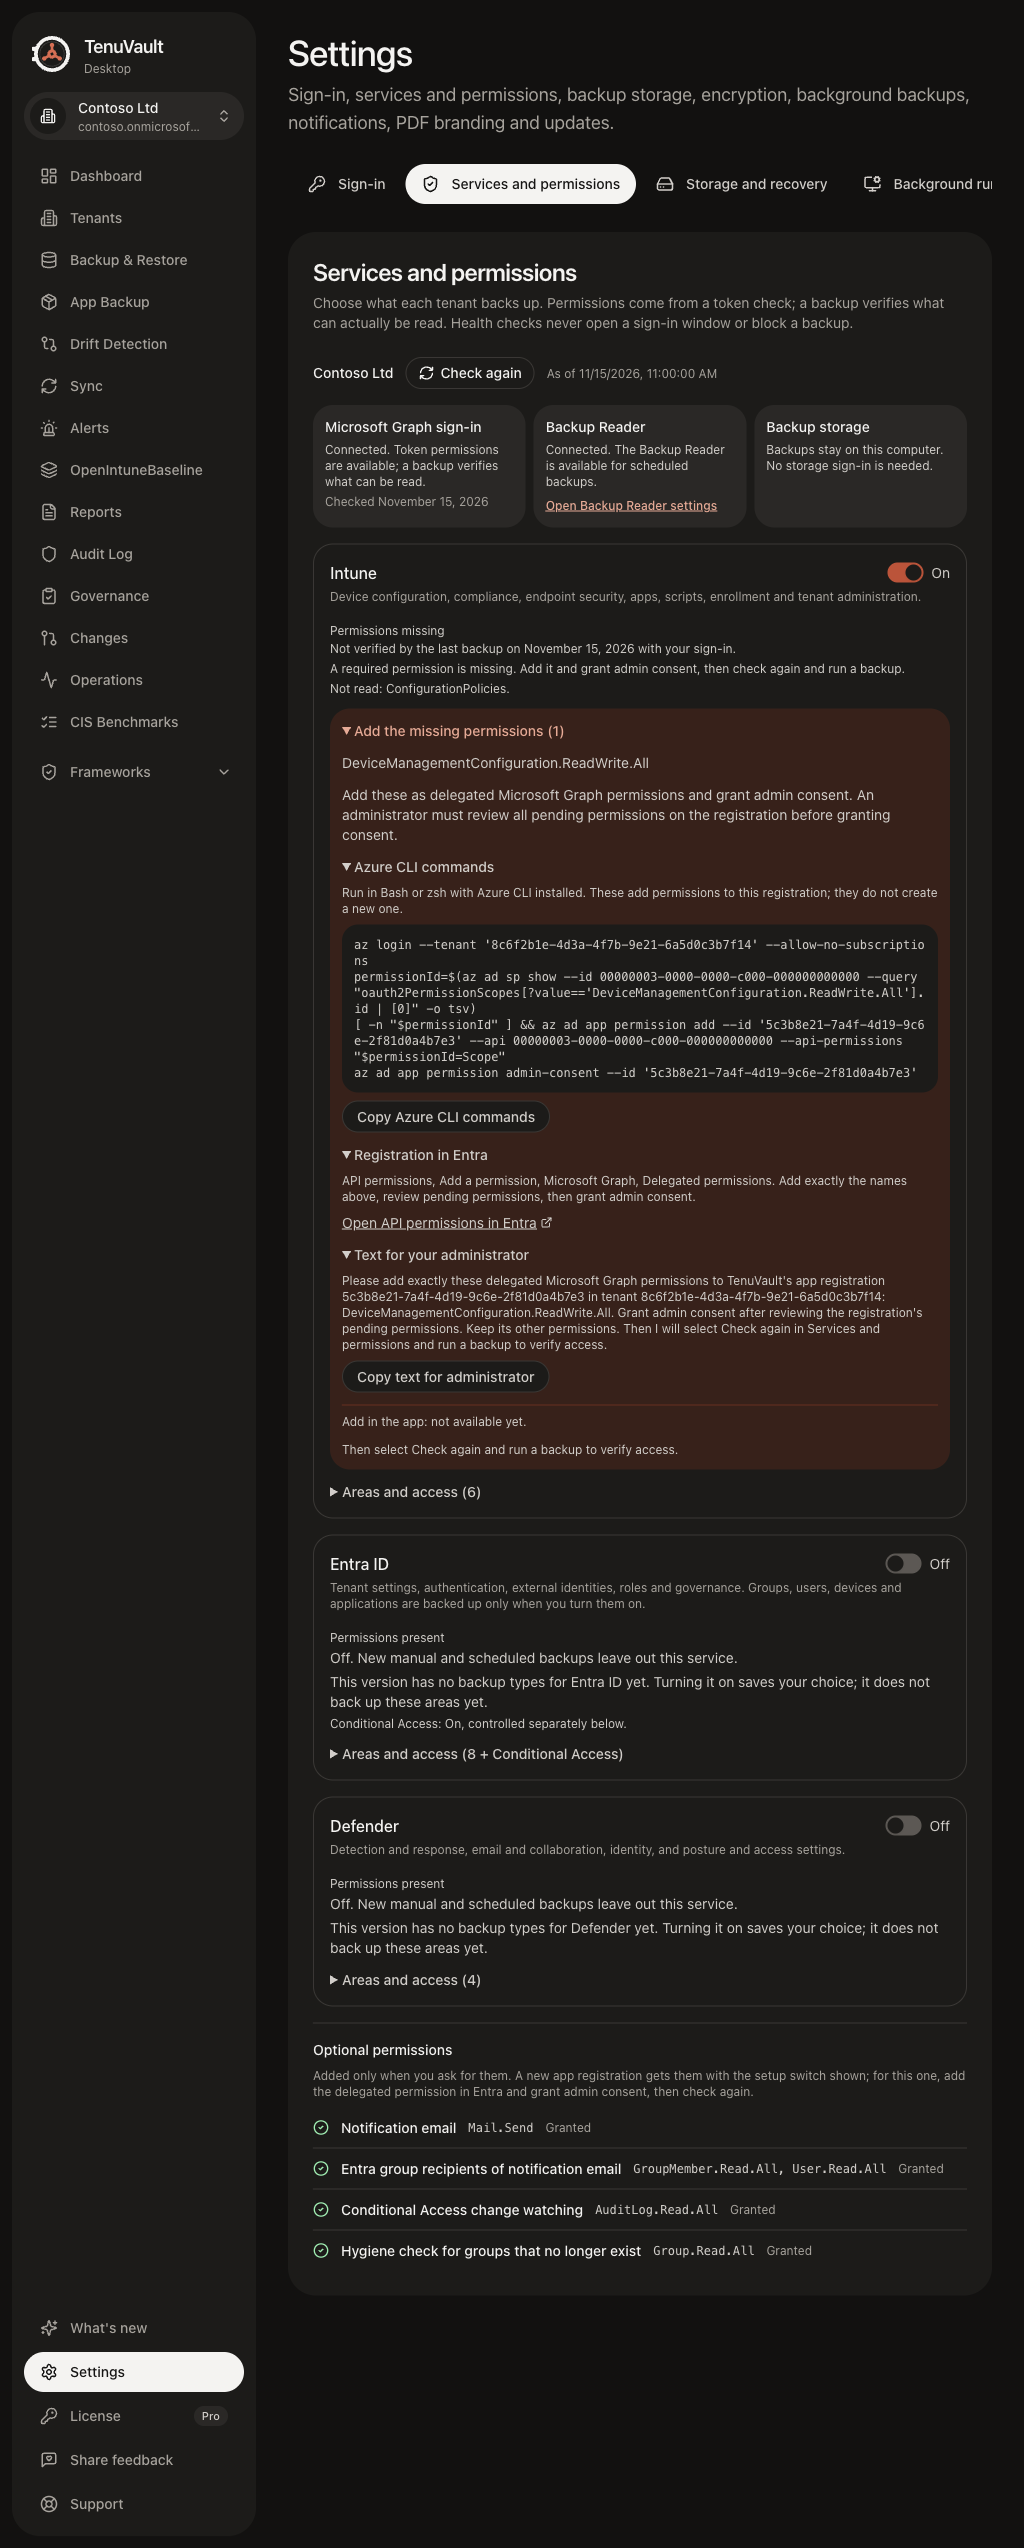 TenuVault
Desktop
Contoso Ltd
contoso.onmicrosof...
Dashboard
Tenants
Backup & Restore
App Backup
Drift Detection
Sync
Alerts
OpenIntuneBaseline
Reports
Audit Log
Governance
Changes
Operations
CIS Benchmarks
Frameworks
What's new
Settings
License Pro
Share feedback
Support
Settings
Sign-in, services and permissions, backup storage, encryption, background backups,
notifications, PDF branding and updates.
Sign-in Services and permissions Storage and recovery Background ru
Services and permissions
Choose what each tenant backs up. Permissions come from a token check; a backup verifies what
can actually be read. Health checks never open a sign-in window or block a backup.
Contoso Ltd Check again As of 11/15/2026, 11:00:00 AM
Microsoft Graph sign-in
Connected. Token permissions
are available; a backup verifies
what can be read.
Checked November 15, 2026
Backup Reader
Connected. The Backup Reader
is available for scheduled
backups.
Open Backup Reader settings
Backup storage
Backups stay on this computer.
No storage sign-in is needed.
Intune On
Device configuration, compliance, endpoint security, apps, scripts, enrollment and tenant administration.
Permissions missing
Not verified by the last backup on November 15, 2026 with your sign-in.
A required permission is missing. Add it and grant admin consent, then check again and run a backup.
Not read: ConfigurationPolicies.
Add the missing permissions (1)
DeviceManagementConfiguration.ReadWrite.All
Add these as delegated Microsoft Graph permissions and grant admin consent. An
administrator must review all pending permissions on the registration before granting
consent.
Azure CLI commands
Run in Bash or zsh with Azure CLI installed. These add permissions to this registration; they do not create
a new one.
az login --tenant '8c6f2b1e-4d3a-4f7b-9e21-6a5d0c3b7f14' --allow-no-subscriptio
ns
permissionId=$(az ad sp show --id 00000003-0000-0000-c000-000000000000 --query
"oauth2PermissionScopes[?value=='DeviceManagementConfiguration.ReadWrite.All'].
id | [0]" -o tsv)
[ -n "$permissionId" ] && az ad app permission add --id '5c3b8e21-7a4f-4d19-9c6
e-2f81d0a4b7e3' --api 00000003-0000-0000-c000-000000000000 --api-permissions
"$permissionId=Scope"
az ad app permission admin-consent --id '5c3b8e21-7a4f-4d19-9c6e-2f81d0a4b7e3'
Copy Azure CLI commands
Registration in Entra
API permissions, Add a permission, Microsoft Graph, Delegated permissions. Add exactly the names
above, review pending permissions, then grant admin consent.
Open API permissions in Entra
Text for your administrator
Please add exactly these delegated Microsoft Graph permissions to TenuVault's app registration
5c3b8e21-7a4f-4d19-9c6e-2f81d0a4b7e3 in tenant 8c6f2b1e-4d3a-4f7b-9e21-6a5d0c3b7f14:
DeviceManagementConfiguration.ReadWrite.All. Grant admin consent after reviewing the registration's
pending permissions. Keep its other permissions. Then I will select Check again in Services and
permissions and run a backup to verify access.
Copy text for administrator
Add in the app: not available yet.
Then select Check again and run a backup to verify access.
Areas and access (6)
Entra ID Off
Tenant settings, authentication, external identities, roles and governance. Groups, users, devices and
applications are backed up only when you turn them on.
Permissions present
Off. New manual and scheduled backups leave out this service.
This version has no backup types for Entra ID yet. Turning it on saves your choice; it does not
back up these areas yet.
Conditional Access: On, controlled separately below.
Areas and access (8 + Conditional Access)
Defender Off
Detection and response, email and collaboration, identity, and posture and access settings.
Permissions present
Off. New manual and scheduled backups leave out this service.
This version has no backup types for Defender yet. Turning it on saves your choice; it does not
back up these areas yet.
Areas and access (4)
Optional permissions
Added only when you ask for them. A new app registration gets them with the setup switch shown; for this one, add
the delegated permission in Entra and grant admin consent, then check again.
Notification email Mail.Send Granted
Entra group recipients of notification email GroupMember.Read.All, User.Read.All Granted
Conditional Access change watching AuditLog.Read.All Granted
Hygiene check for groups that no longer exist Group.Read.All Granted